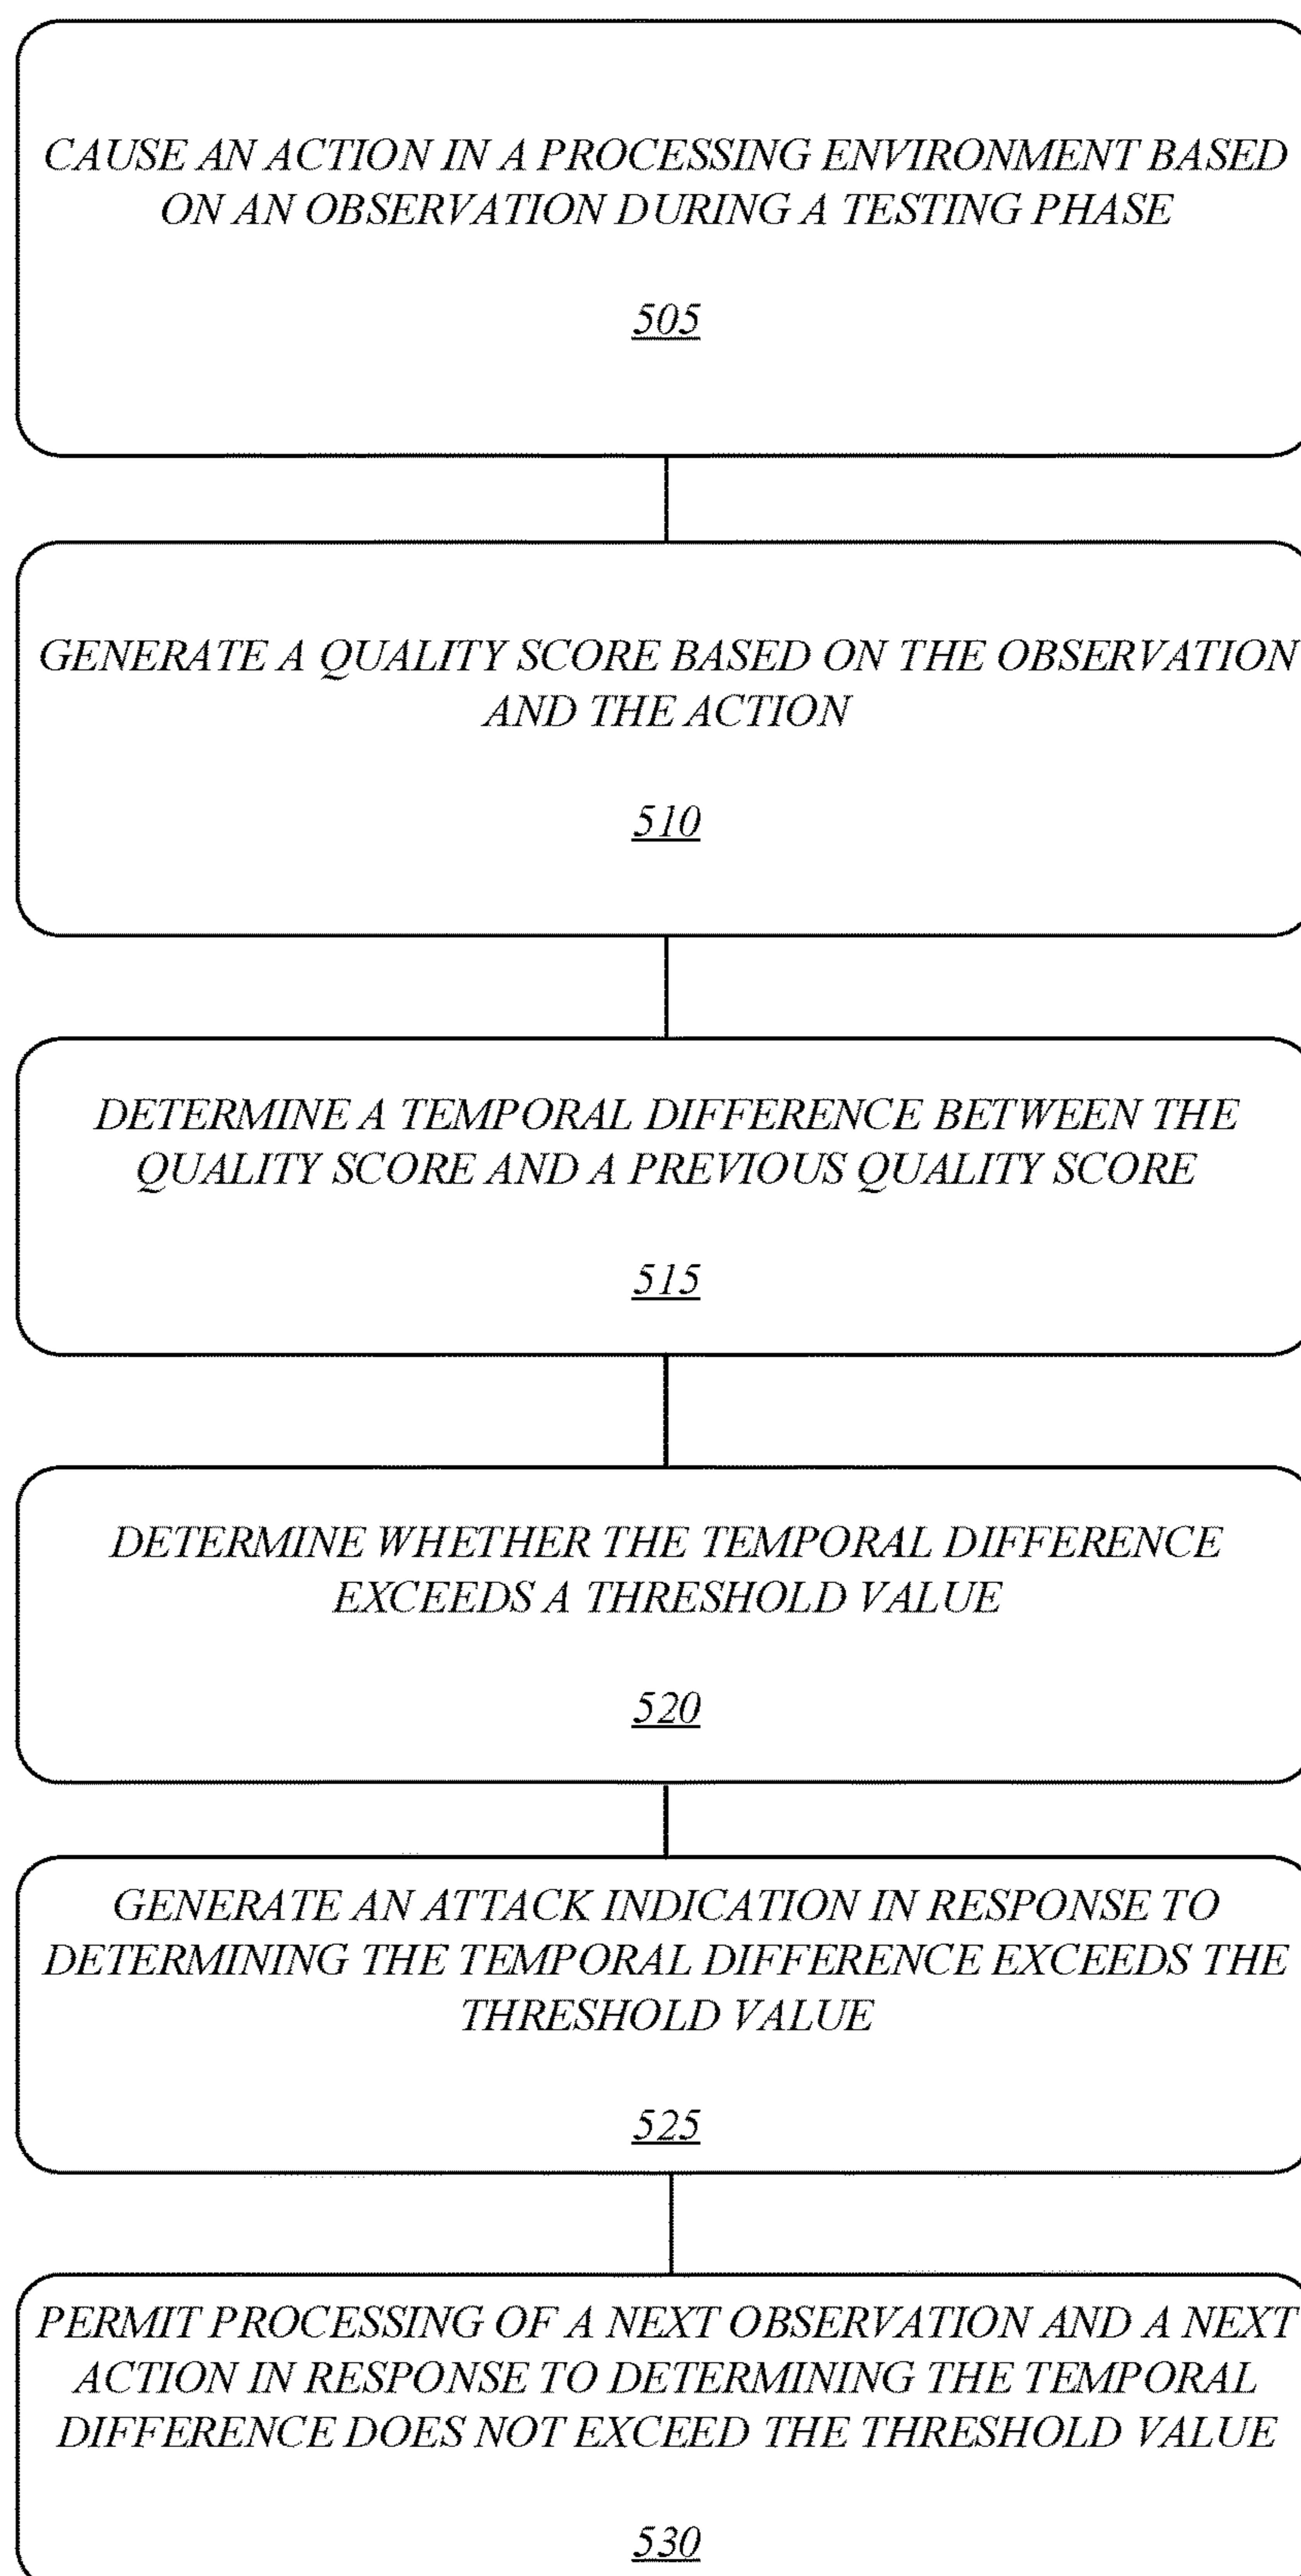 CAUSE AN ACTION IN A PROCESSING ENVIRONMENT BASED
ON AN OBSERVATION DURING A TESTING PHASE
505
GENERATE A QUALITY SCORE BASED ON THE OBSERVATION
AND THE ACTION
510
DETERMINE A TEMPORAL DIFFERENCE BETWEEN THE
QUALITY SCORE AND A PREVIOUS QUALITY SCORE
515
DETERMINE WHETHER THE TEMPORAL DIFFERENCE
EXCEEDS A THRESHOLD VALUE
520
GENERATE AN ATTACK INDICATION IN RESPONSE TO
DETERMINING THE TEMPORAL DIFFERENCE EXCEEDS THE
THRESHOLD VALUE
525
PERMIT PROCESSING OF A NEXT OBSERVATION AND A NEXT
ACTION IN RESPONSE TO DETERMINING THE TEMPORAL
DIFFERENCE DOES NOT EXCEED THE THRESHOLD VALUE
530